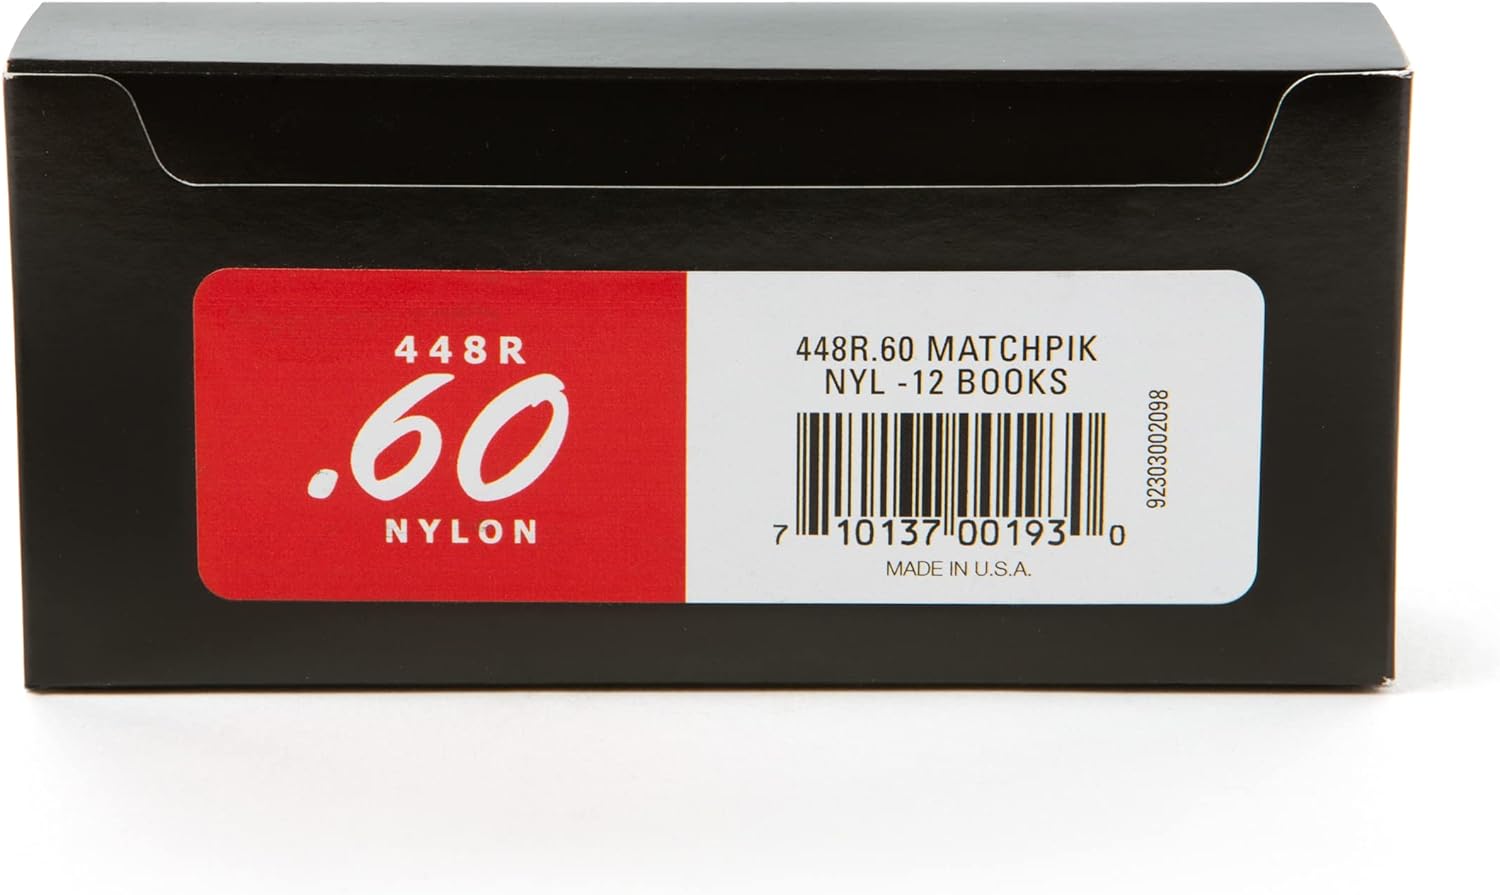 448R
.60
NYLON
448R.60 MATCHPIK
NYL -12 BOOKS
7 10137 00193 0
MADE IN U.S.A.
92303002098